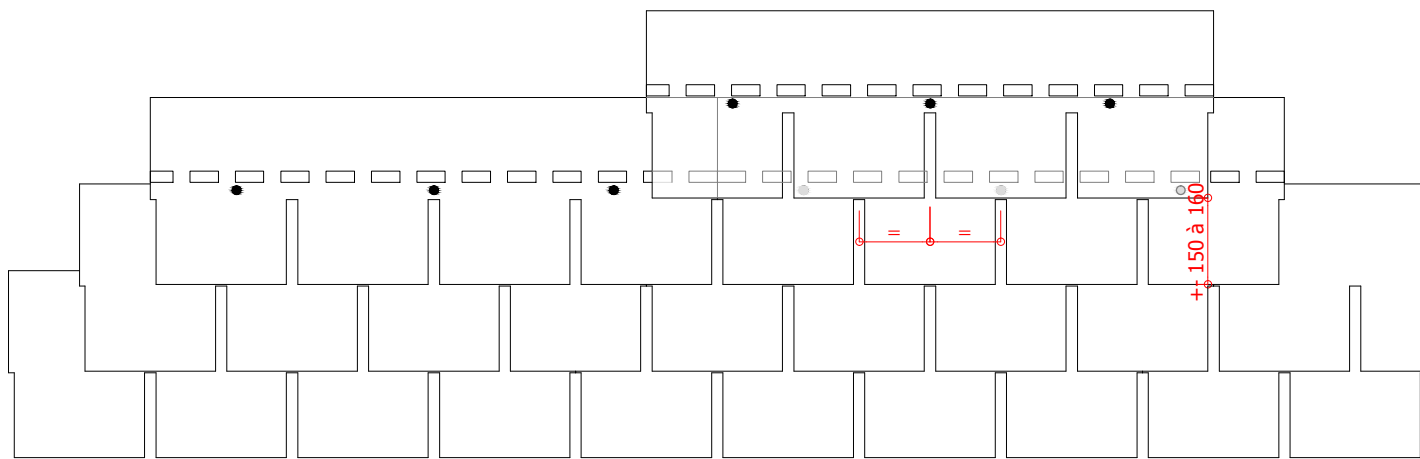 = =
+- 150 à 160